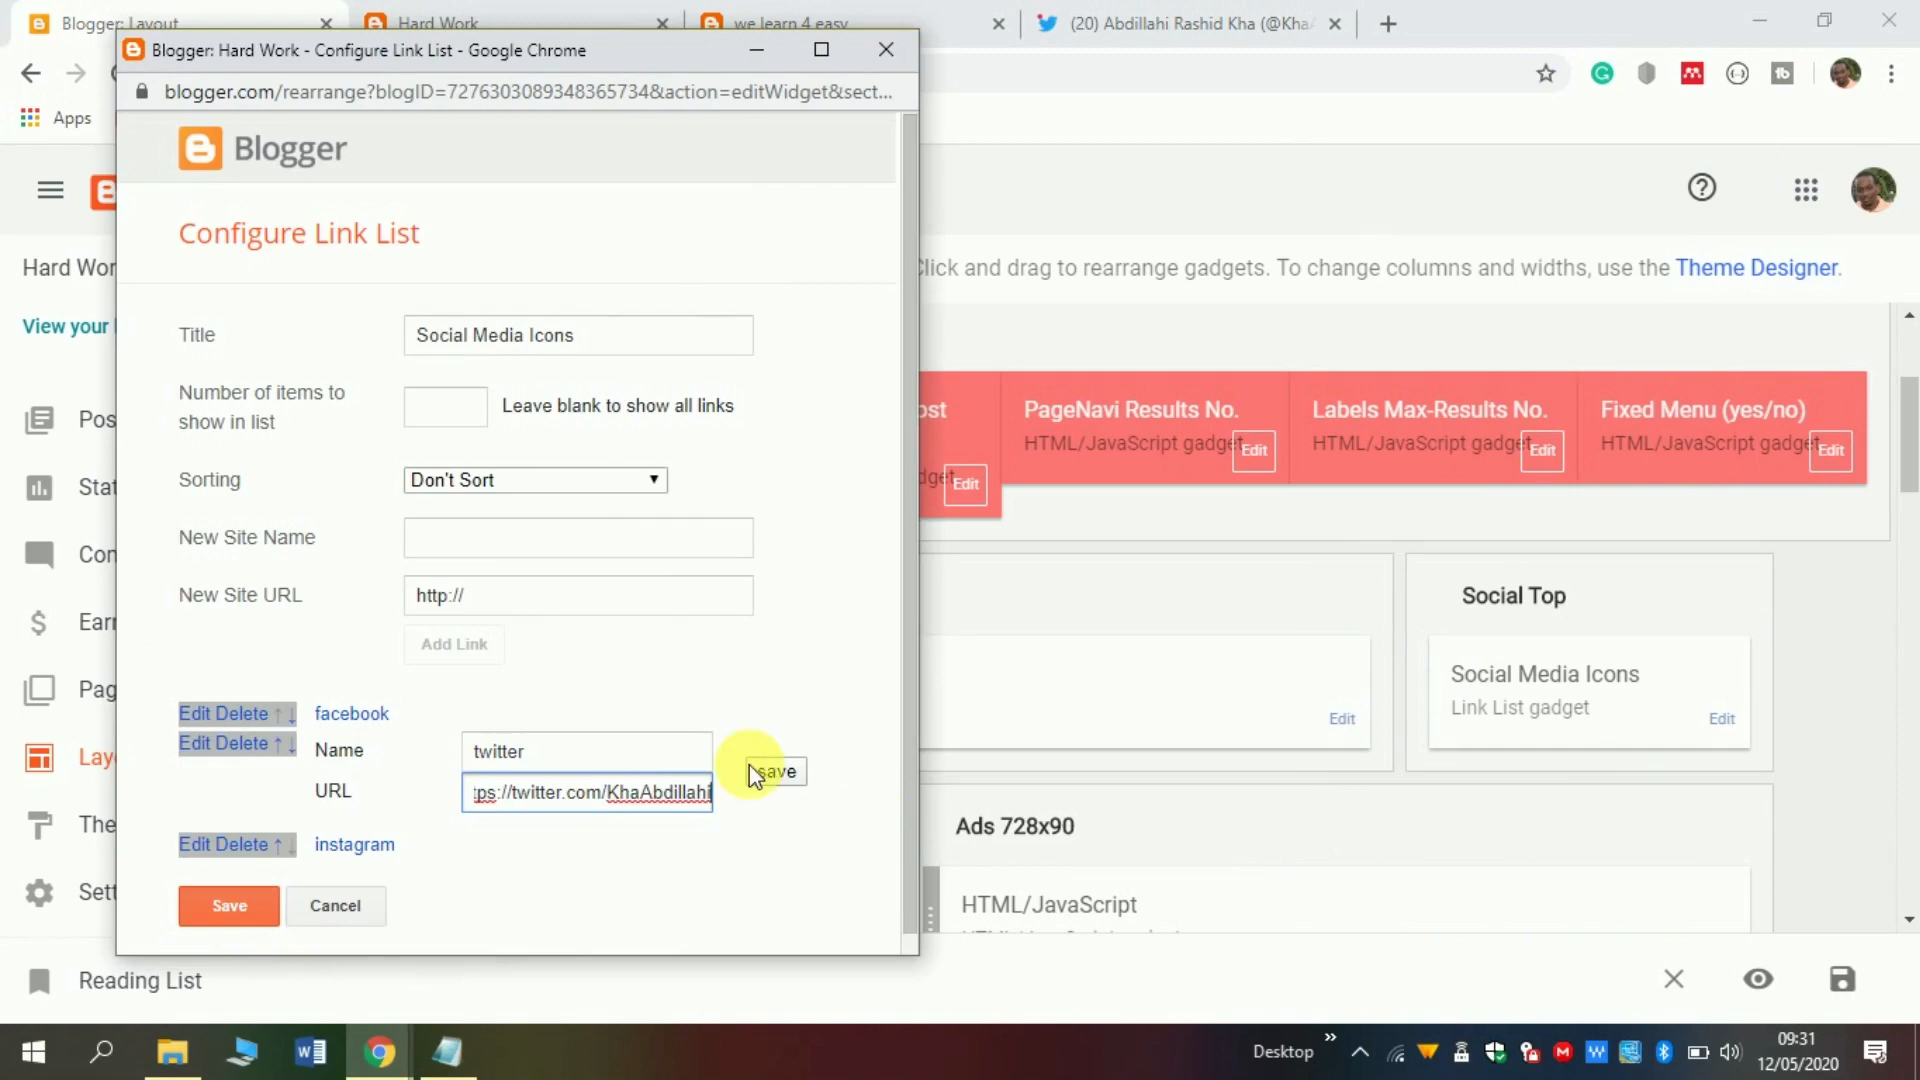 Blogger: Layout
Hard Work
we learn 4 easy
(20) Abdillahi Rashid Kha (@Kha
Blogger: Hard Work - Configure Link List - Google Chrome
blogger.com/rearrange?blogID=7276303089348365734&action=editWidget&sect...
Apps
Blogger
Configure Link List
Hard Wor
Click and drag to rearrange gadgets. To change columns and widths, use the Theme Designer.
View your
Title
Social Media Icons
Number of items to
show in list
Leave blank to show all links
Sorting
Don't Sort
New Site Name
New Site URL
http://
Add Link
Edit Delete ↑ ↓ facebook
Edit Delete ↑ ↓ Name
twitter
save
URL
tps://twitter.com/KhaAbdillahi
Edit Delete ↑ ↓ instagram
Save
Cancel
Pos
Stat
Con
Earr
Pag
Layo
The
Sett
Reading List
ost
dget
Edit
PageNavi Results No.
HTML/JavaScript gadget
Edit
Labels Max-Results No.
HTML/JavaScript gadget
Edit
Fixed Menu (yes/no)
HTML/JavaScript gadget
Edit
Edit
Social Top
Social Media Icons
Link List gadget
Edit
Ads 728x90
HTML/JavaScript
Desktop
09:31
12/05/2020